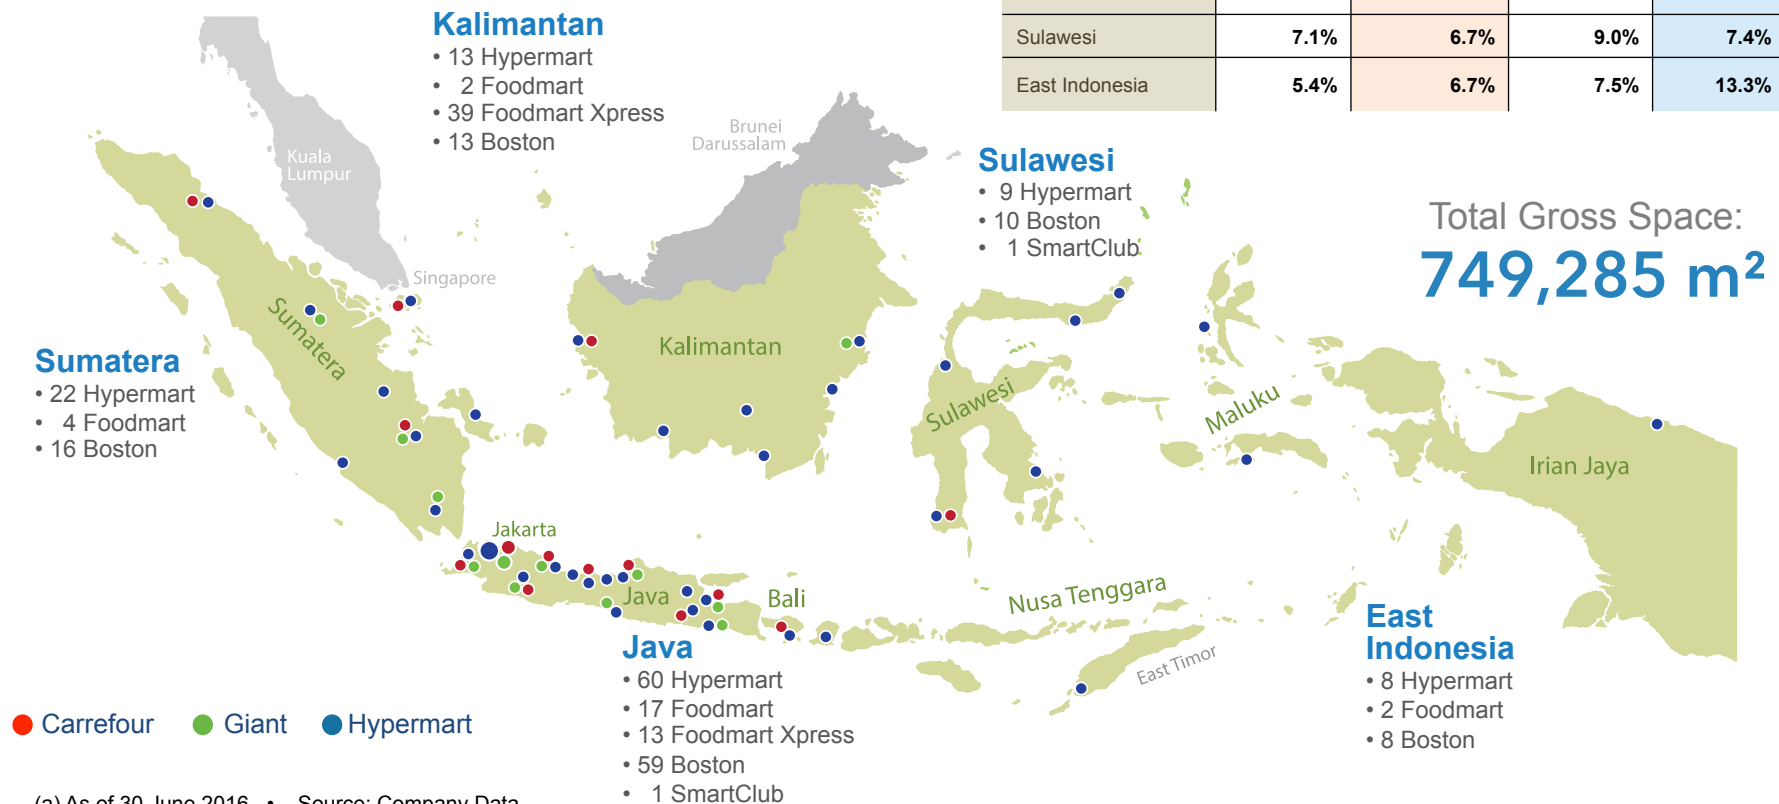 Kalimantan
• 13 Hypermart
• 2 Foodmart
• 39 Foodmart Xpress
• 13 Boston
Sulawesi 7.1% 6.7% 9.0% 7.4%
East Indonesia 5.4% 6.7% 7.5% 13.3%
Brunei
Darussalam
Kuala
Lumpur
Singapore
Sulawesi
• 9 Hypermart
• 10 Boston
• 1 SmartClub
Total Gross Space:
749,285 m²
Sumatera
• 22 Hypermart
• 4 Foodmart
• 16 Boston
Sumatera
Kalimantan
Sulawesi
Maluku
Irian Jaya
Jakarta
Java
Bali
Nusa Tenggara
East Timor
Java
• 60 Hypermart
• 17 Foodmart
• 13 Foodmart Xpress
• 59 Boston
• 1 SmartClub
East
Indonesia
• 8 Hypermart
• 2 Foodmart
• 8 Boston
Carrefour Giant Hypermart
(a) As of 30 June 2016 • Source: Company Data